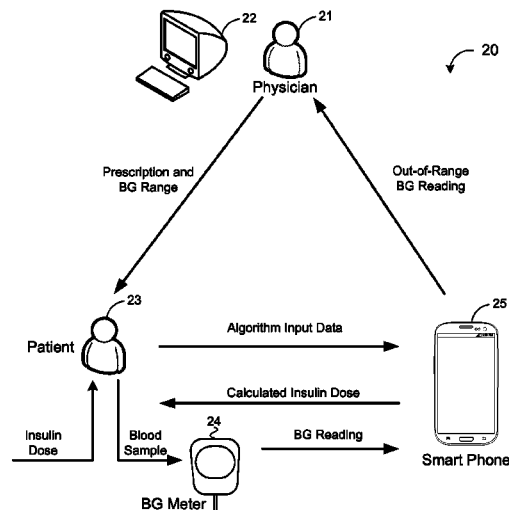 22
21
20
Physician
Prescription and
BG Range
Out-of-Range
BG Reading
23
25
Patient
Algorithm Input Data
Calculated Insulin Dose
Insulin
Dose
Blood
Sample
24
BG Reading
Smart Phone
BG Meter